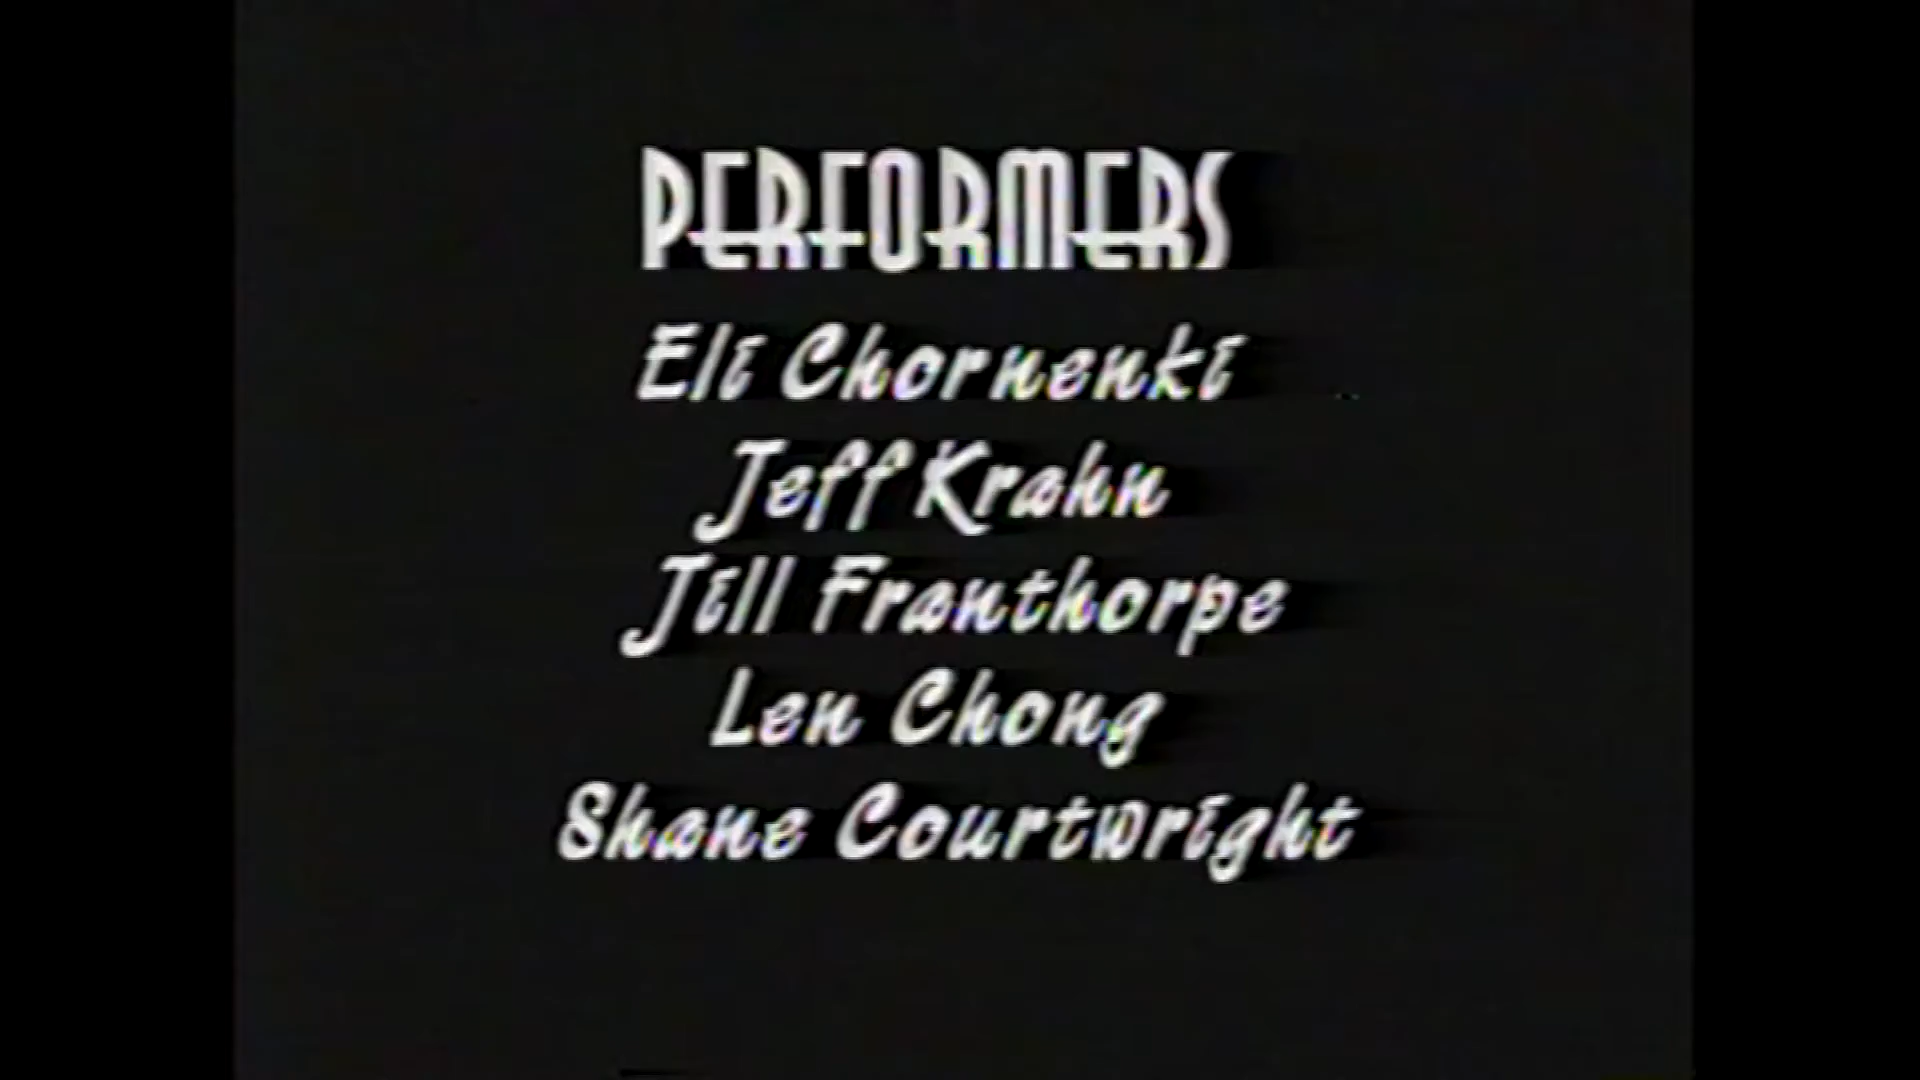 PERFORMERS
Eli Chornenki
Jeff Krahn
Jill Franthorpe
Len Chong
Shane Courtwright